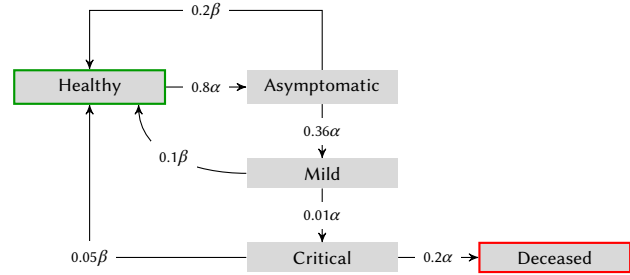 0.2β
Healthy
0.8α
Asymptomatic
0.36α
0.1β
Mild
0.01α
0.05β
Critical
0.2α
Deceased